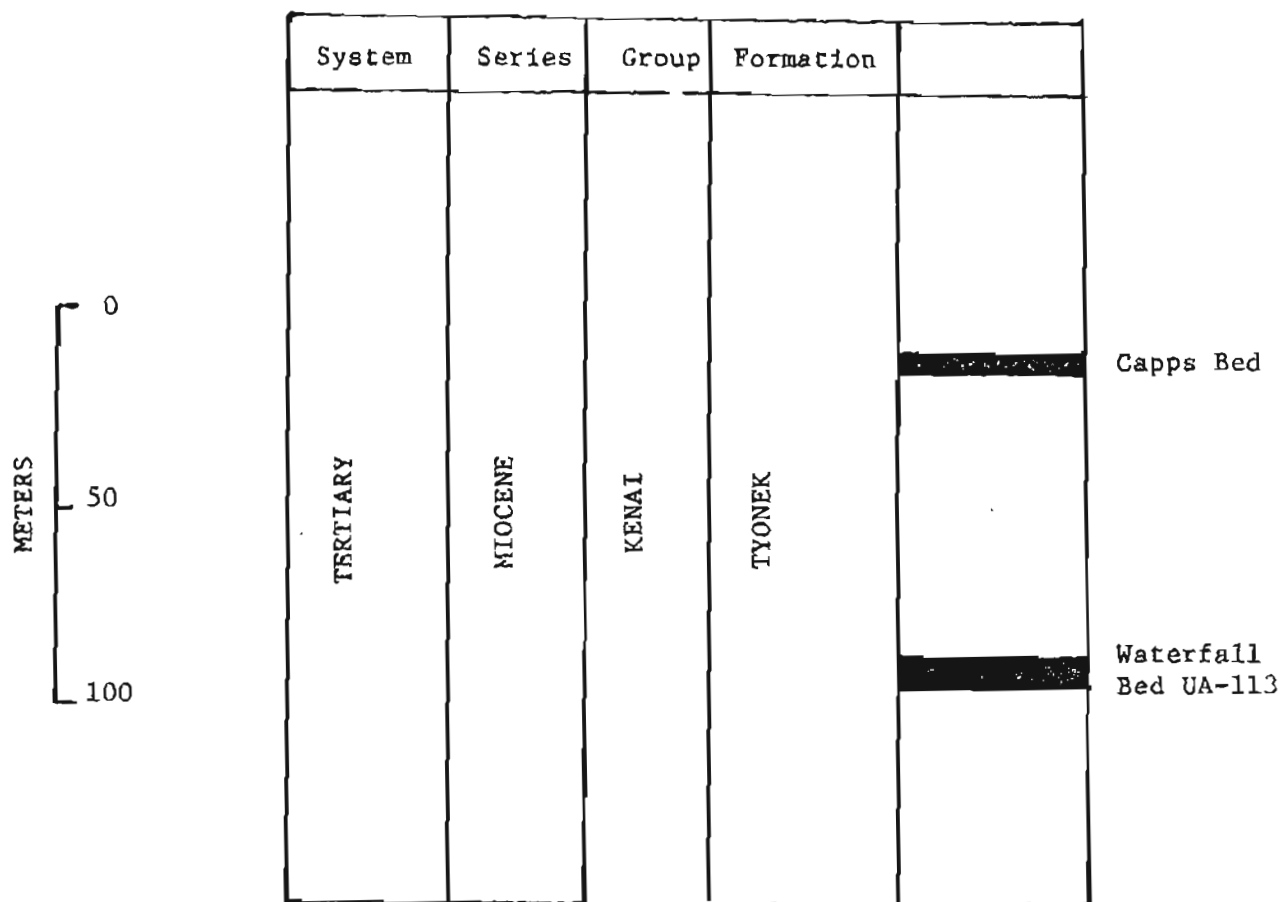 System Series Group Formation
0
Capps Bed
METERS
50
TERTIARY
MIOCENE
KENAI
TYONEK
Waterfall
Bed UA-113
100